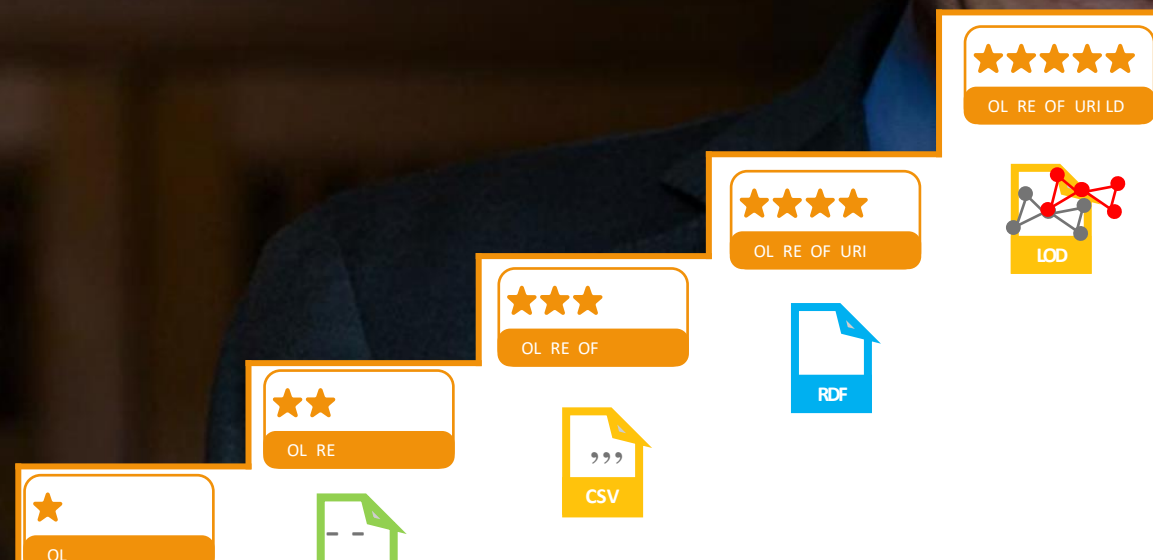 OL RE OF URI LD
LOD
OL RE OF URI
RDF
OL RE OF
,,,
CSV
OL RE
OL